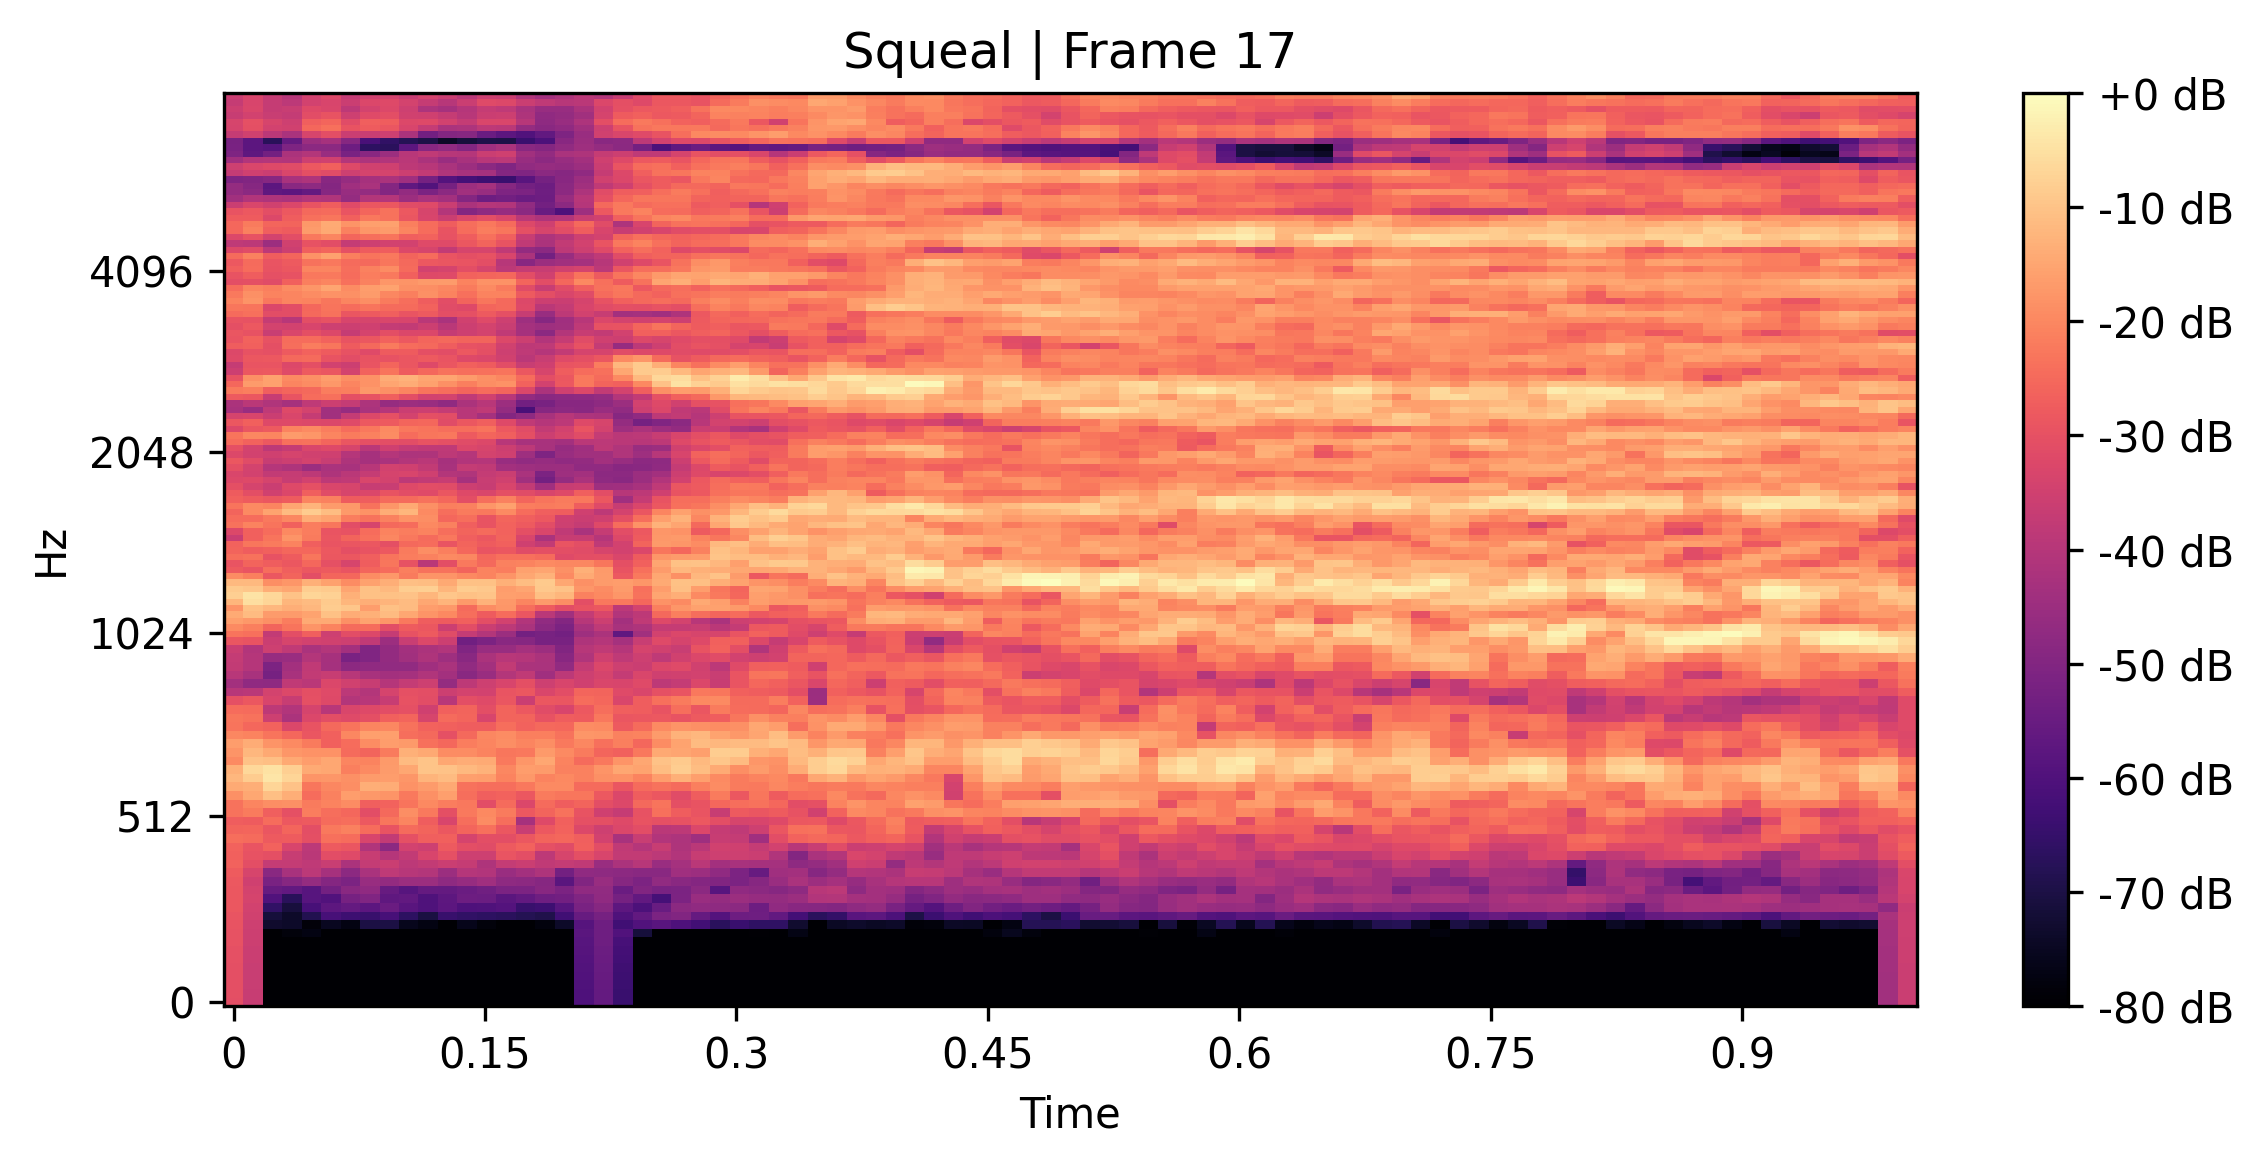 Squeal | Frame 17
+0 dB
-10 dB
-20 dB
-30 dB
-40 dB
-50 dB
-60 dB
-70 dB
-80 dB
4096
2048
1024
512
0
Hz
0 0.15 0.3 0.45 0.6 0.75 0.9
Time